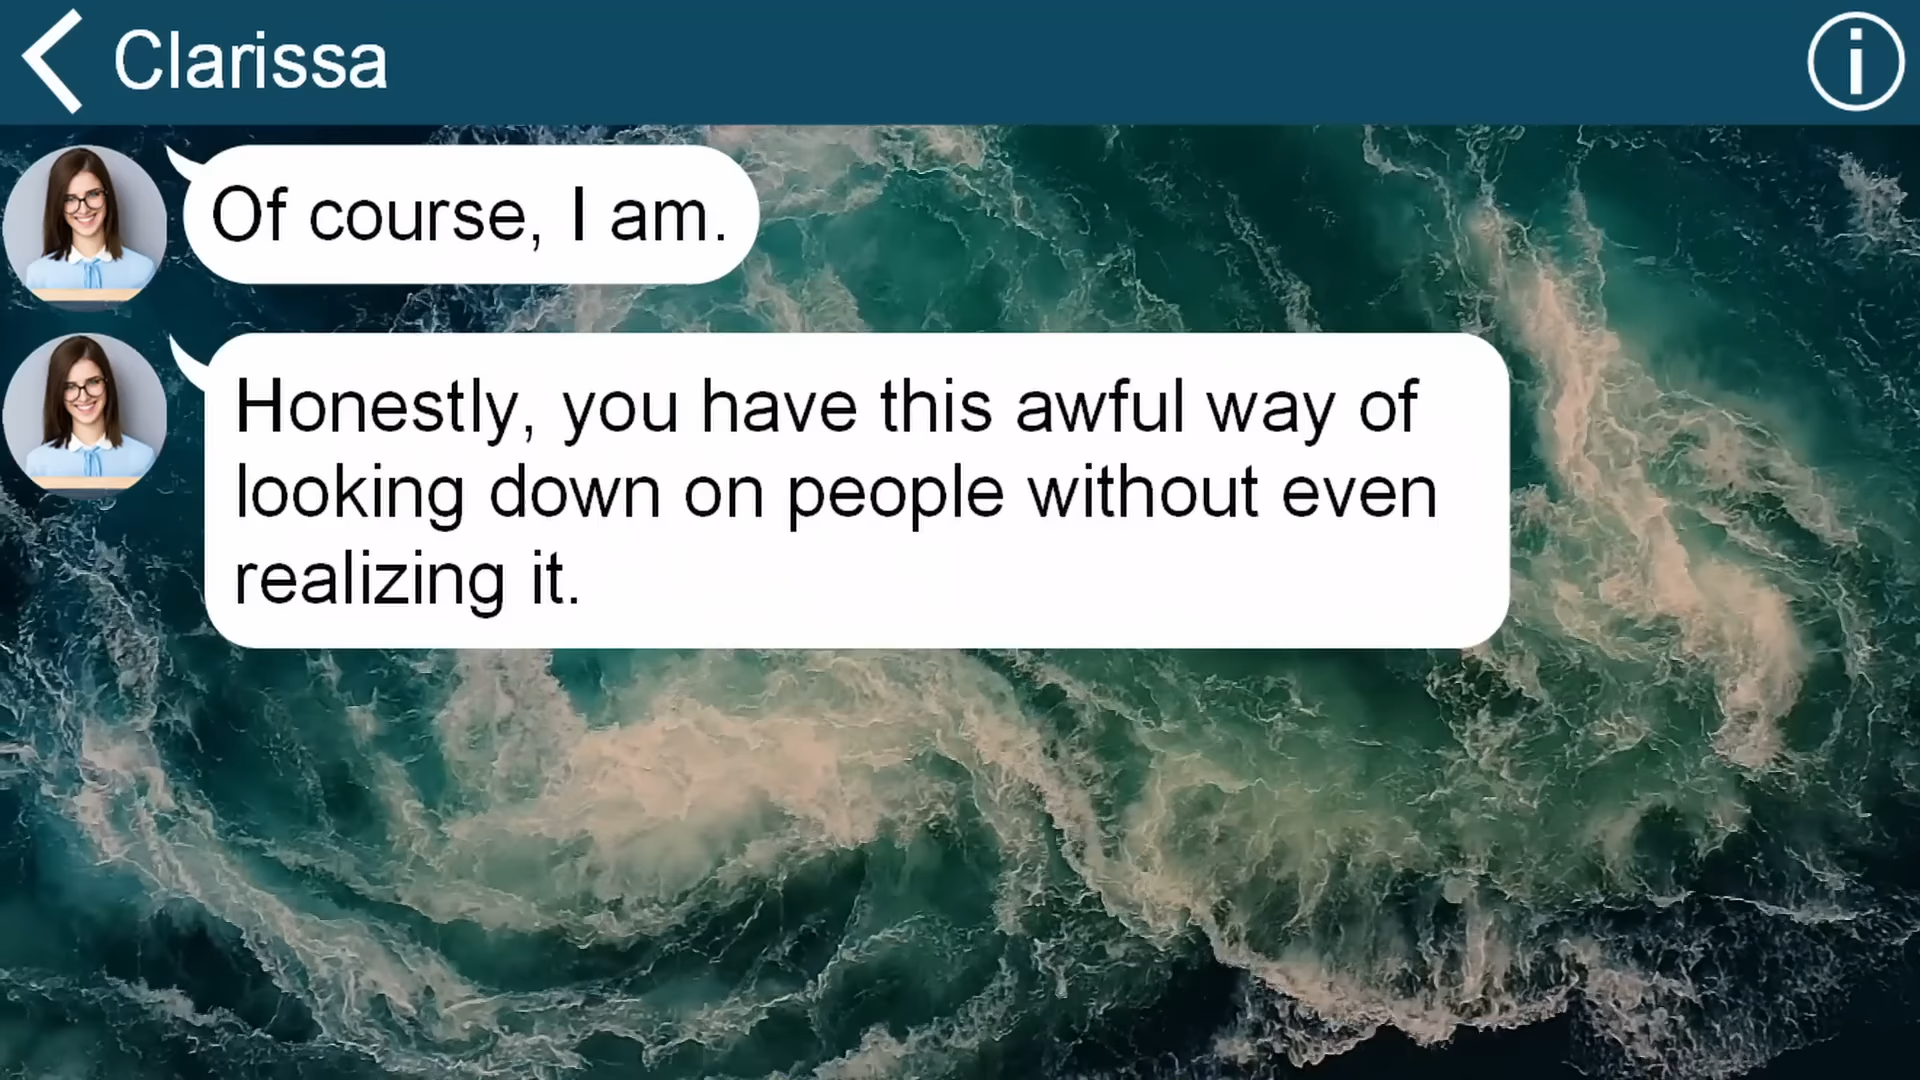 Clarissa
Of course, I am.
Honestly, you have this awful way of
looking down on people without even
realizing it.